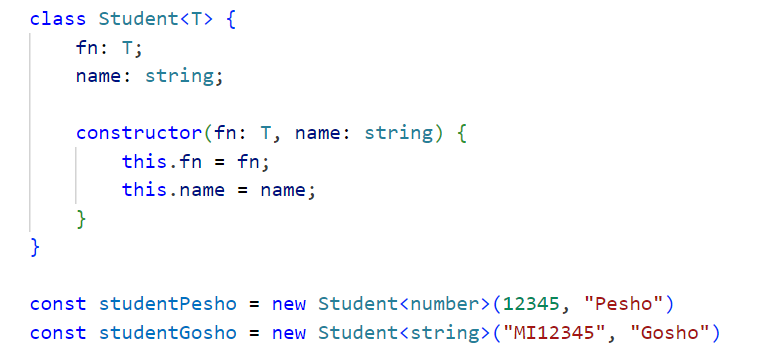 class Student<T> {
    fn: T;
    name: string;

    constructor(fn: T, name: string) {
        this.fn = fn;
        this.name = name;
    }
}

const studentPesho = new Student<number>(12345, "Pesho")
const studentGosho = new Student<string>("MI12345", "Gosho")